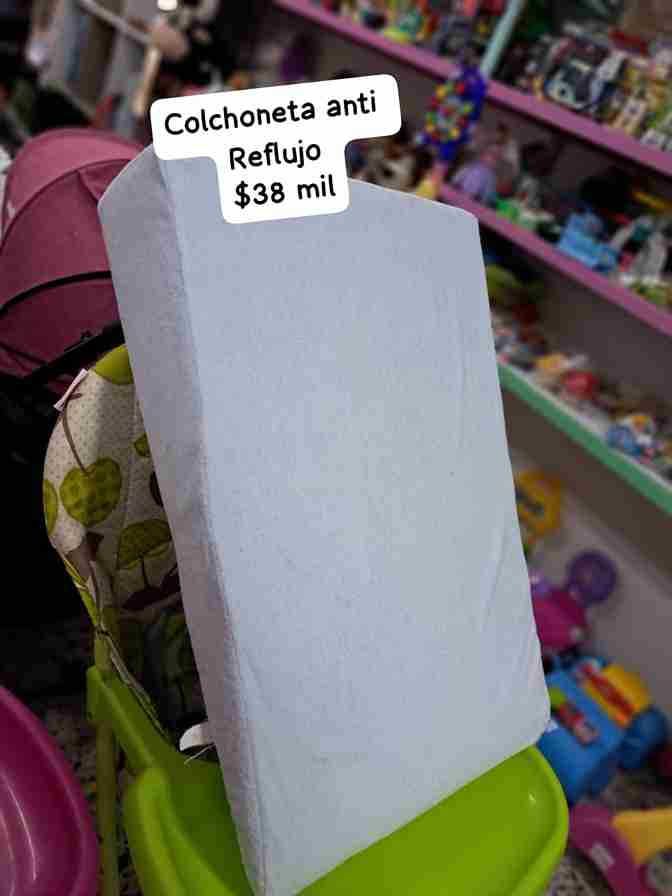 Colchoneta anti
Reflujo
$38 mil